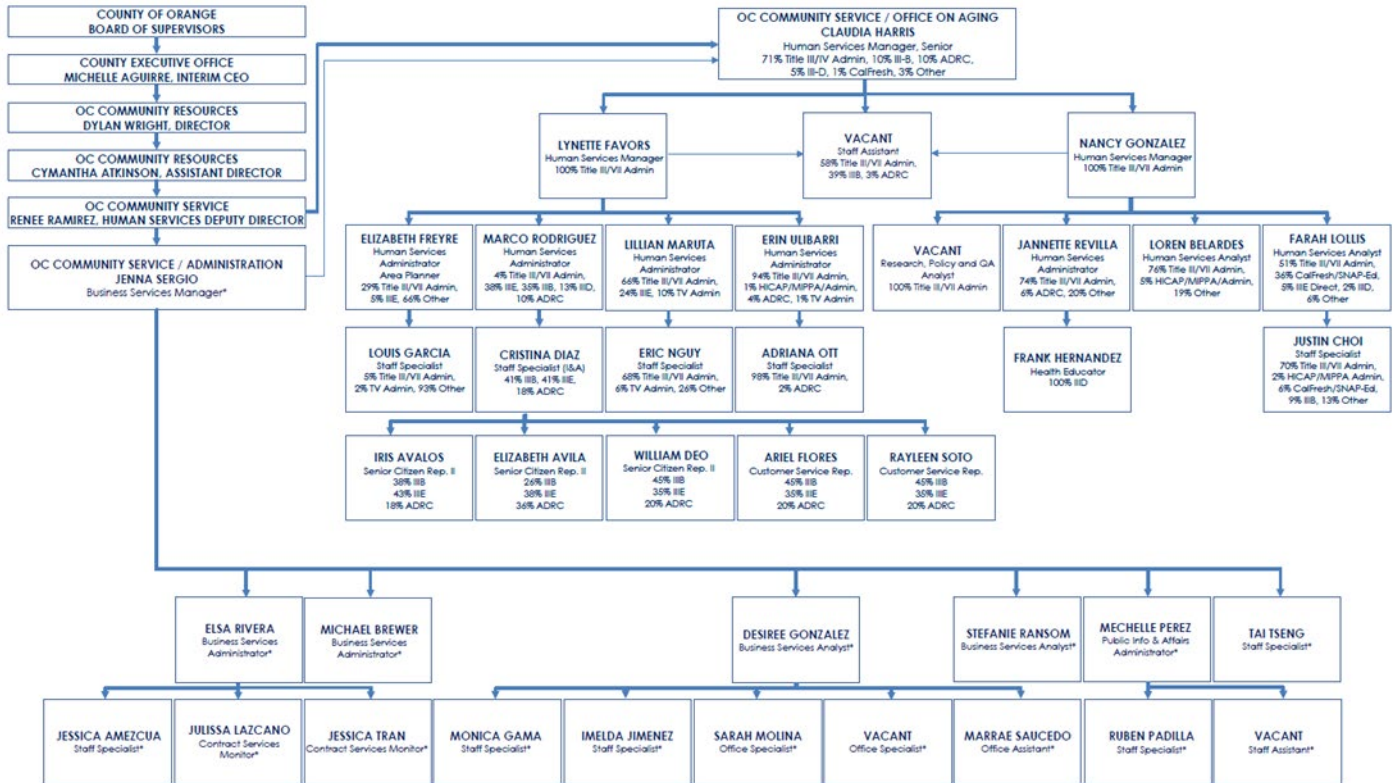 COUNTY OF ORANGE
BOARD OF SUPERVISORS
COUNTY EXECUTIVE OFFICE
MICHELLE AGUIRRE, INTERIM CEO
OC COMMUNITY RESOURCES
DYLAN WRIGHT, DIRECTOR
OC COMMUNITY RESOURCES
CYMANTHA ATKINSON, ASSISTANT DIRECTOR
OC COMMUNITY SERVICE
RENEE RAMIREZ, HUMAN SERVICES DEPUTY DIRECTOR
OC COMMUNITY SERVICE / ADMINISTRATION
JENNA SERGIO
Business Services Manager*
OC COMMUNITY SERVICE / OFFICE ON AGING
CLAUDIA HARRIS
Human Services Manager, Senior
71% Title III/IV Admin, 10% III-B, 10% ADRC,
5% III-D, 1% CalFresh, 3% Other
LYNETTE FAVORS
Human Services Manager
100% Title III/VII Admin
VACANT
Staff Assistant
58% Title III/VII Admin,
39% IIIB, 3% ADRC
NANCY GONZALEZ
Human Services Manager
100% Title III/VII Admin
ELIZABETH FREYRE
Human Services
Administrator
Area Planner
29% Title III/VII Admin,
5% IIIE, 66% Other
MARCO RODRIGUEZ
Human Services
Administrator
4% Title III/VII Admin,
38% IIIE, 35% IIIB, 13% IIID,
10% ADRC
LILLIAN MARUTA
Human Services
Administrator
66% Title III/VII Admin,
24% IIIE, 10% TV Admin
ERIN ULIBARRI
Human Services
Administrator
94% Title III/VII Admin,
1% HICAP/MIPPA/Admin,
4% ADRC, 1% TV Admin
VACANT
Research, Policy and QA
Analyst
100% Title III/VII Admin
JANNETTE REVILLA
Human Services
Administrator
74% Title III/VII Admin,
6% ADRC, 20% Other
LOREN BELARDES
Human Services Analyst
76% Title III/VII Admin,
5% HICAP/MIPPA/Admin,
19% Other
FARAH LOLLIS
Human Services Analyst
51% Title III/VII Admin,
36% CalFresh/SNAP-Ed,
5% IIIE Direct, 2% IIID,
6% Other
LOUIS GARCIA
Staff Specialist
5% Title III/VII Admin,
2% TV Admin, 93% Other
CRISTINA DIAZ
Staff Specialist (I&A)
41% IIIB, 41% IIIE,
18% ADRC
ERIC NGUY
Staff Specialist
68% Title III/VII Admin,
6% TV Admin, 26% Other
ADRIANA OTT
Staff Specialist
98% Title III/VII Admin,
2% ADRC
FRANK HERNANDEZ
Health Educator
100% IIID
JUSTIN CHOI
Staff Specialist
70% Title III/VII Admin,
2% HICAP/MIPPA Admin,
6% CalFresh/SNAP-Ed,
9% IIIB, 13% Other
IRIS AVALOS
Senior Citizen Rep. II
38% IIIB
43% IIIE
18% ADRC
ELIZABETH AVILA
Senior Citizen Rep. II
26% IIIB
38% IIIE
36% ADRC
WILLIAM DEO
Senior Citizen Rep. II
45% IIIB
35% IIIE
20% ADRC
ARIEL FLORES
Customer Service Rep.
45% IIIB
35% IIIE
20% ADRC
RAYLEEN SOTO
Customer Service Rep.
45% IIIB
35% IIIE
20% ADRC
ELSA RIVERA
Business Services
Administrator*
MICHAEL BREWER
Business Services
Administrator*
DESIREE GONZALEZ
Business Services Analyst*
STEFANIE RANSOM
Business Services Analyst*
MECHELLE PEREZ
Public Info & Affairs
Administrator*
TAI TSENG
Staff Specialist*
JESSICA AMEZCUA
Staff Specialist*
JULISSA LAZCANO
Contract Services
Monitor*
JESSICA TRAN
Contract Services Monitor*
MONICA GAMA
Staff Specialist*
IMELDA JIMENEZ
Staff Specialist*
SARAH MOLINA
Office Specialist*
VACANT
Office Specialist*
MARRAE SAUCEDO
Office Assistant*
RUBEN PADILLA
Staff Specialist*
VACANT
Staff Assistant*